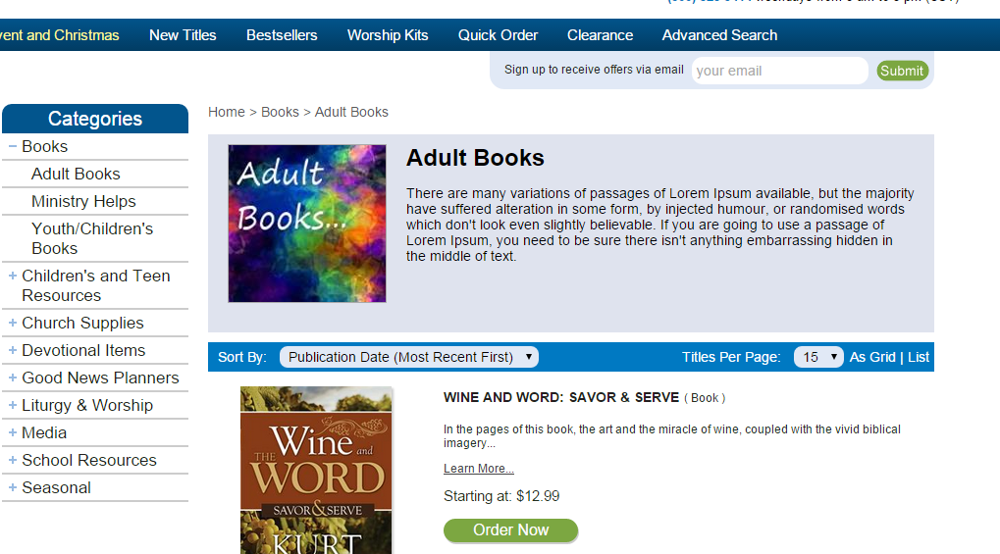 vent and Christmas New Titles Bestsellers Worship Kits Quick Order Clearance Advanced Search
Sign up to receive offers via email your email Submit
Categories
Books
Adult Books
Ministry Helps
Youth/Children's
Books
Children's and Teen
Resources
Church Supplies
Devotional Items
Good News Planners
Liturgy & Worship
Media
School Resources
Seasonal
Home > Books > Adult Books
Adult
Books...
Adult Books
There are many variations of passages of Lorem Ipsum available, but the majority
have suffered alteration in some form, by injected humour, or randomised words
which don't look even slightly believable. If you are going to use a passage of
Lorem Ipsum, you need to be sure there isn't anything embarrassing hidden in
the middle of text.
Sort By: Publication Date (Most Recent First) Titles Per Page: 15 As Grid | List
Wine and
THE WORD
SAVOR & SERVE
KURT
WINE AND WORD: SAVOR & SERVE ( Book )
In the pages of this book, the art and the miracle of wine, coupled with the vivid biblical
imagery...
Learn More...
Starting at: $12.99
Order Now